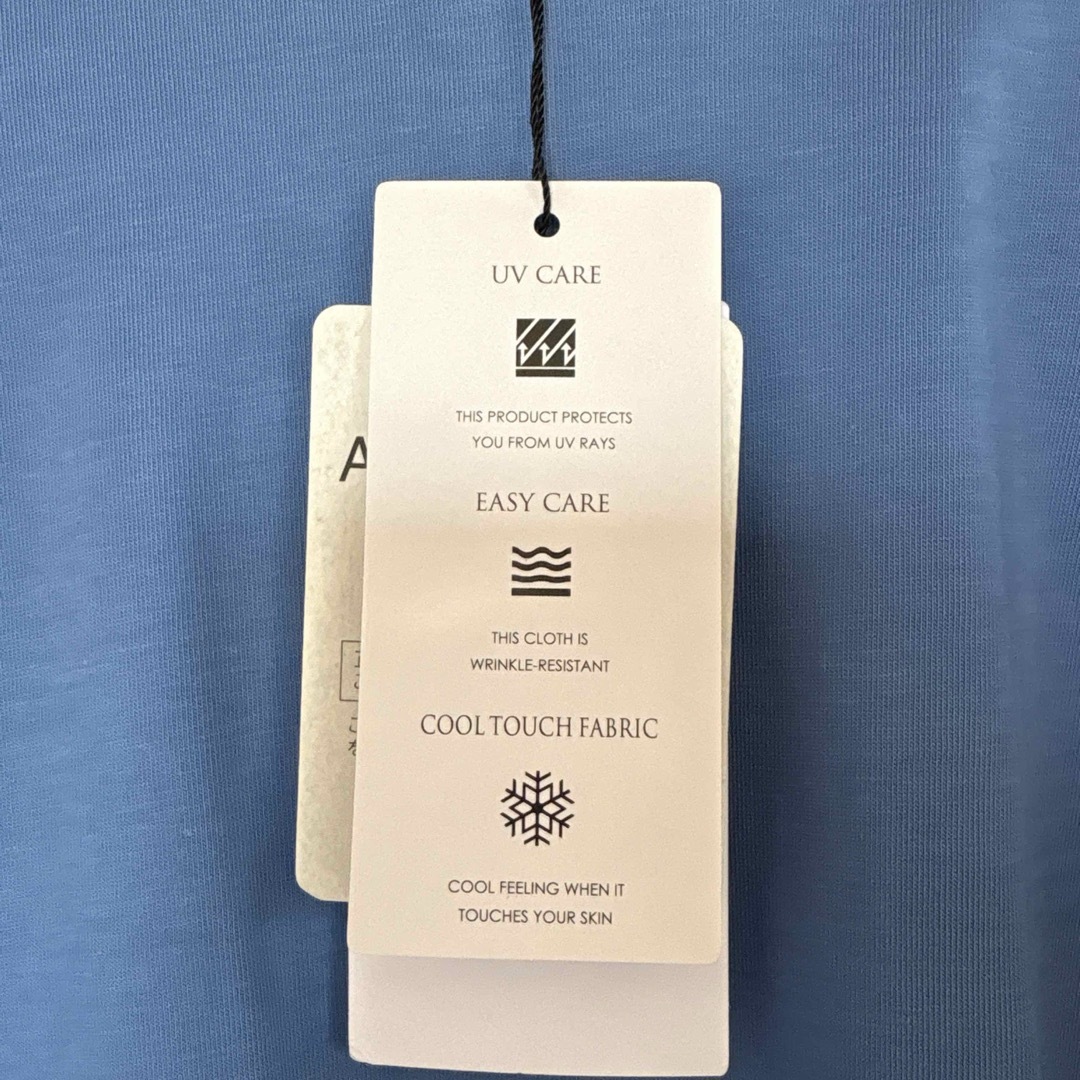 UV CARE
THIS PRODUCT PROTECTS
YOU FROM UV RAYS
EASY CARE
THIS CLOTH IS
WRINKLE-RESISTANT
COOL TOUCH FABRIC
COOL FEELING WHEN IT
TOUCHES YOUR SKIN
A